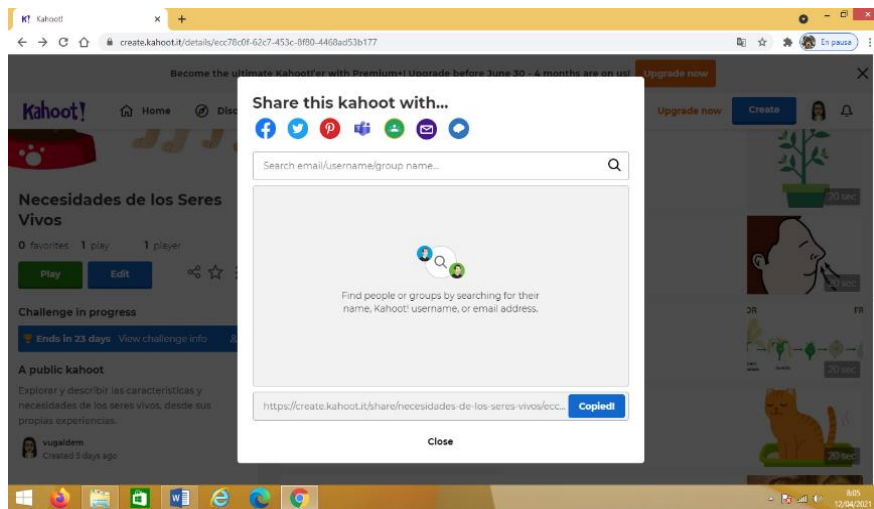 Kahoot!
create.kahoot.it/details/ecc78c0f-62c7-453c-8f80-4468ad53b177
En pausa
Become the ultimate Kahoot!'er with Premium+! Upgrade before June 30 - 4 months are on us!
Upgrade now
Kahoot!
Home
Disc
Upgrade now
Create
Share this kahoot with...
Search email/username/group name...
Find people or groups by searching for their
name, Kahoot! username, or email address.
https://create.kahoot.it/share/necesidades-de-los-seres-vivos/ecc...
Copied!
Close
Necesidades de los Seres
Vivos
0 favorites 1 play 1 player
Play
Edit
Challenge in progress
Ends in 23 days View challenge info
A public kahoot
Explorar y describir las características y
necesidades de los seres vivos, desde sus
propias experiencias.
vugaldem
Created 5 days ago
20 sec
20 sec
20 sec
20 sec
8:05
12/04/2021